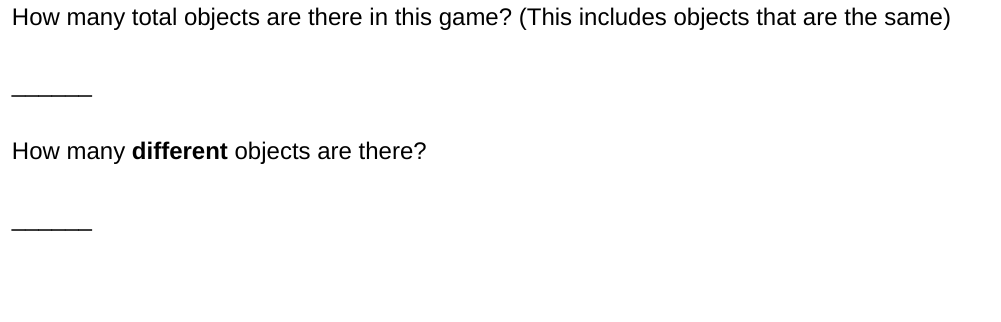 How many total objects are there in this game? (This includes objects that are the same)
______
How many different objects are there?
______